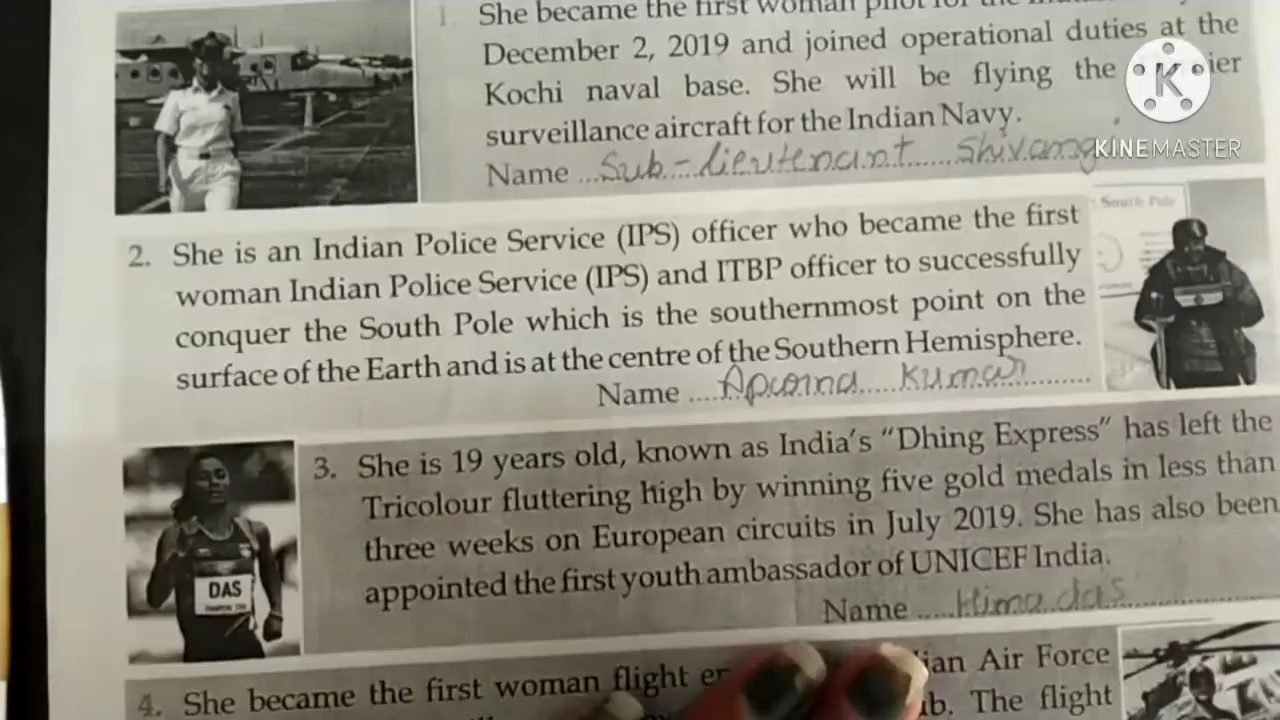 1. She became the first woman pilot for the
December 2, 2019 and joined operational duties at the
Kochi naval base. She will be flying the
surveillance aircraft for the Indian Navy.
Name ...Sub-lieutenant...... Shivangi
K
KINEMASTER
South Pole
2. She is an Indian Police Service (IPS) officer who became the first
woman Indian Police Service (IPS) and ITBP officer to successfully
conquer the South Pole which is the southernmost point on the
surface of the Earth and is at the centre of the Southern Hemisphere.
Name .....Aparna.....Kumar..........
DAS
3. She is 19 years old, known as India's "Dhing Express" has left the
Tricolour fluttering high by winning five gold medals in less than
three weeks on European circuits in July 2019. She has also been
appointed the first youth ambassador of UNICEF India.
Name .....Hima das....................
4. She became the first woman flight Air Force
The flight